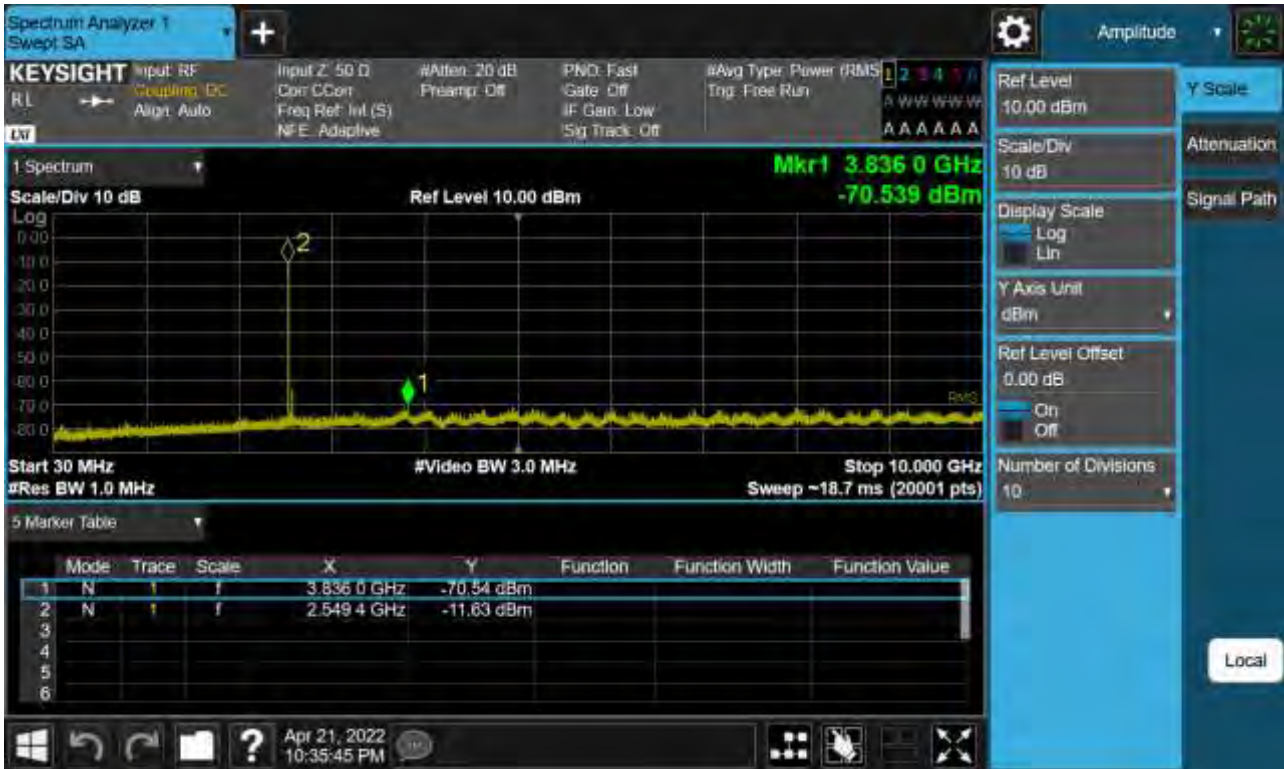 Spectrum Analyzer 1
Swept SA
Amplitude
KEYSIGHT
RL
Input: RF
Coupling: DC
Align: Auto
Input Z: 50 Ω
Corr CCorr
Freq Ref: Int (S)
NFE: Adaptive
#Atten: 20 dB
Preamp: Off
PNO: Fast
Gate: Off
IF Gain: Low
Sig Track: Off
#Avg Type: Power (RMS
Trig: Free Run
1 2 3 4 5 6
A W W W W W
A A A A A A
1 Spectrum
Mkr1 3.836 0 GHz
-70.539 dBm
Scale/Div 10 dB
Ref Level 10.00 dBm
Log
0.00
-10.0
-20.0
-30.0
-40.0
-50.0
-60.0
-70.0
-80.0
2
1
RMS
Start 30 MHz
#Video BW 3.0 MHz
Stop 10.000 GHz
#Res BW 1.0 MHz
Sweep ~18.7 ms (20001 pts)
5 Marker Table
Mode Trace Scale X Y Function Function Width Function Value
1 N 1 f 3.836 0 GHz -70.54 dBm
2 N 1 f 2.549 4 GHz -11.63 dBm
3
4
5
6
Ref Level
10.00 dBm
Scale/Div
10 dB
Display Scale
Log
Lin
Y Axis Unit
dBm
Ref Level Offset
0.00 dB
On
Off
Number of Divisions
10
Y Scale
Attenuation
Signal Path
Local
?
Apr 21, 2022
10:35:45 PM